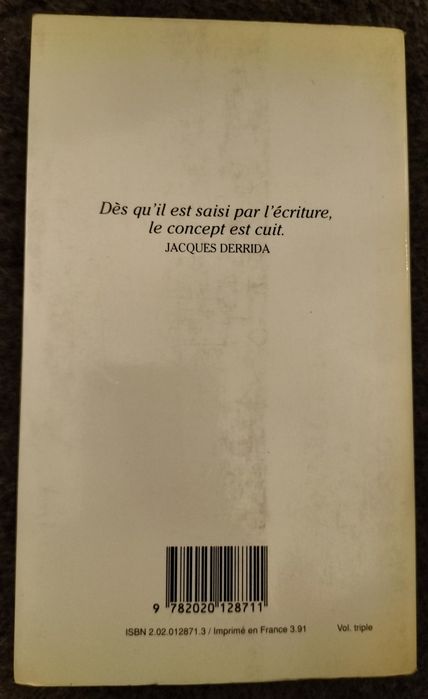 Dès qu'il est saisi par l'écriture,
le concept est cuit.
JACQUES DERRIDA
9 782020 128711
ISBN 2.02.012871.3 / Imprimé en France 3.91 Vol. triple